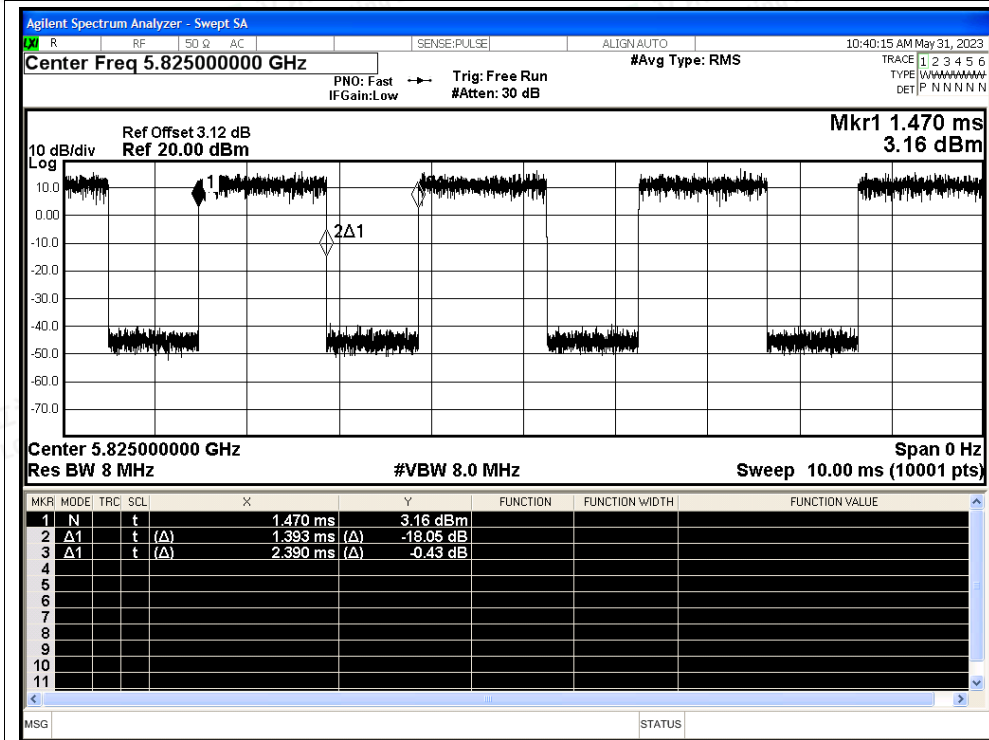 Agilent Spectrum Analyzer - Swept SA
LXI R RF 50 Ω AC SENSE:PULSE ALIGN AUTO 10:40:15 AM May 31, 2023
Center Freq 5.825000000 GHz #Avg Type: RMS TRACE 1 2 3 4 5 6
PNO: Fast Trig: Free Run TYPE
IFGain:Low #Atten: 30 dB DET P N N N N N
Mkr1 1.470 ms
Ref Offset 3.12 dB
10 dB/div Ref 20.00 dBm 3.16 dBm
Log
10.0
0.00
-10.0
-20.0
-30.0
-40.0
-50.0
-60.0
-70.0
1
2Δ1
Center 5.825000000 GHz Span 0 Hz
Res BW 8 MHz #VBW 8.0 MHz Sweep 10.00 ms (10001 pts)
MKR MODE TRC SCL X Y FUNCTION FUNCTION WIDTH FUNCTION VALUE
1 N t 1.470 ms 3.16 dBm
2 Δ1 t (Δ) 1.393 ms (Δ) -18.05 dB
3 Δ1 t (Δ) 2.390 ms (Δ) -0.43 dB
4
5
6
7
8
9
10
11
MSG STATUS